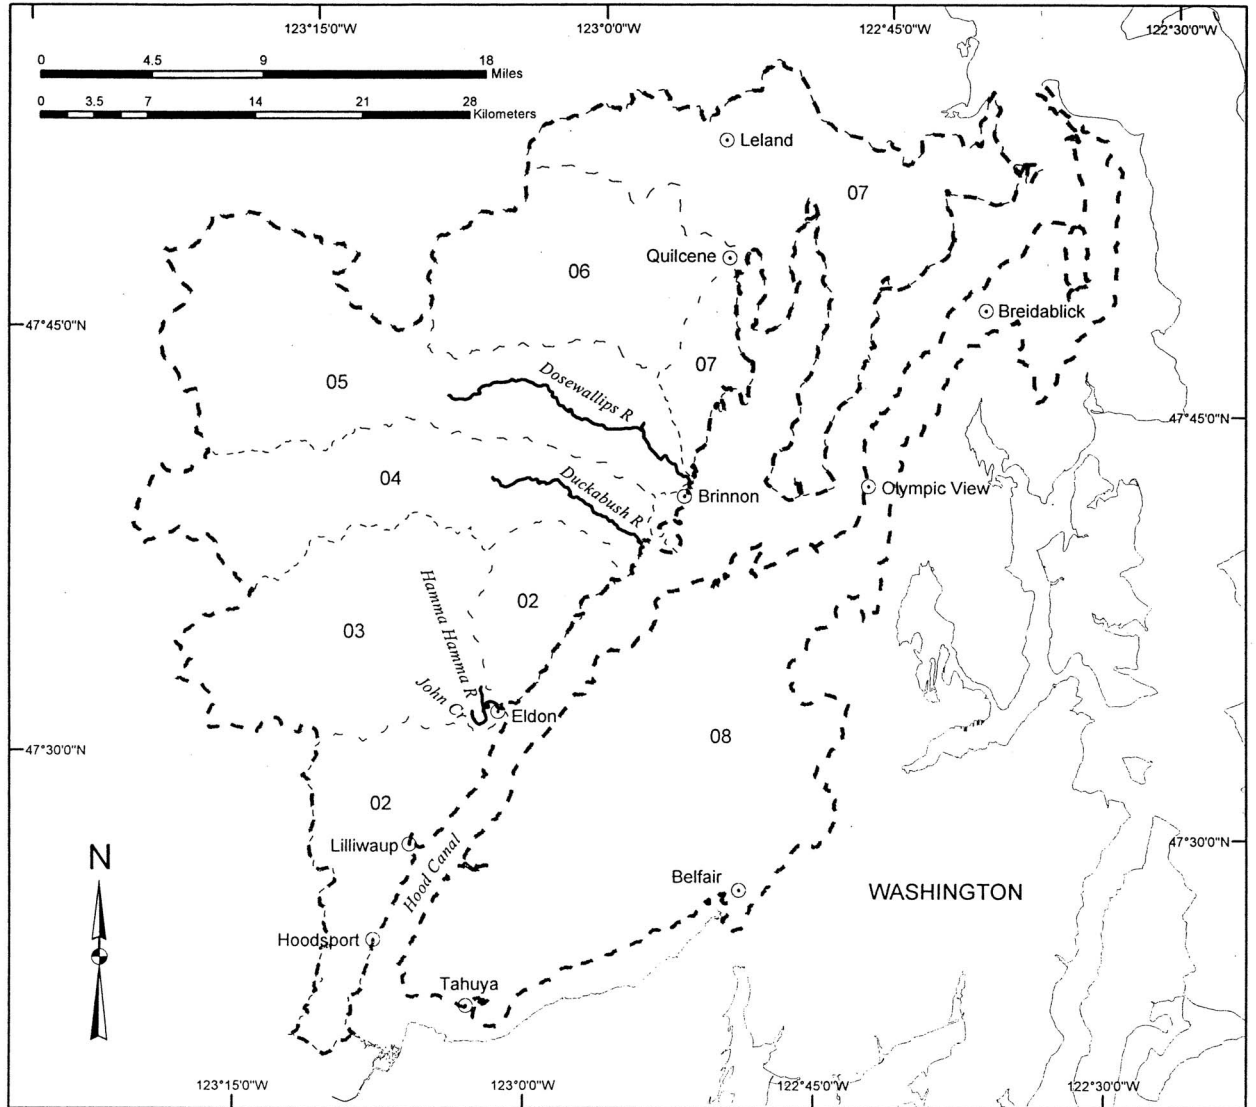 123°15'0"W 123°0'0"W 122°45'0"W 122°30'0"W
0 4.5 9 18
Miles
0 3.5 7 14 21 28
Kilometers
Leland
07
Quilcene
06
Breidablick
47°45'0"N
07
05
Dosewallips R
47°45'0"N
04
Duckabush R
Brinnon
Olympic View
Hamma Hamma R
02
03
John Cr
Eldon
08
47°30'0"N
02
Lilliwaup
Hood Canal
47°30'0"N
N
Belfair
WASHINGTON
Hoodsport
Tahuya
123°15'0"W 123°0'0"W 122°45'0"W 122°30'0"W